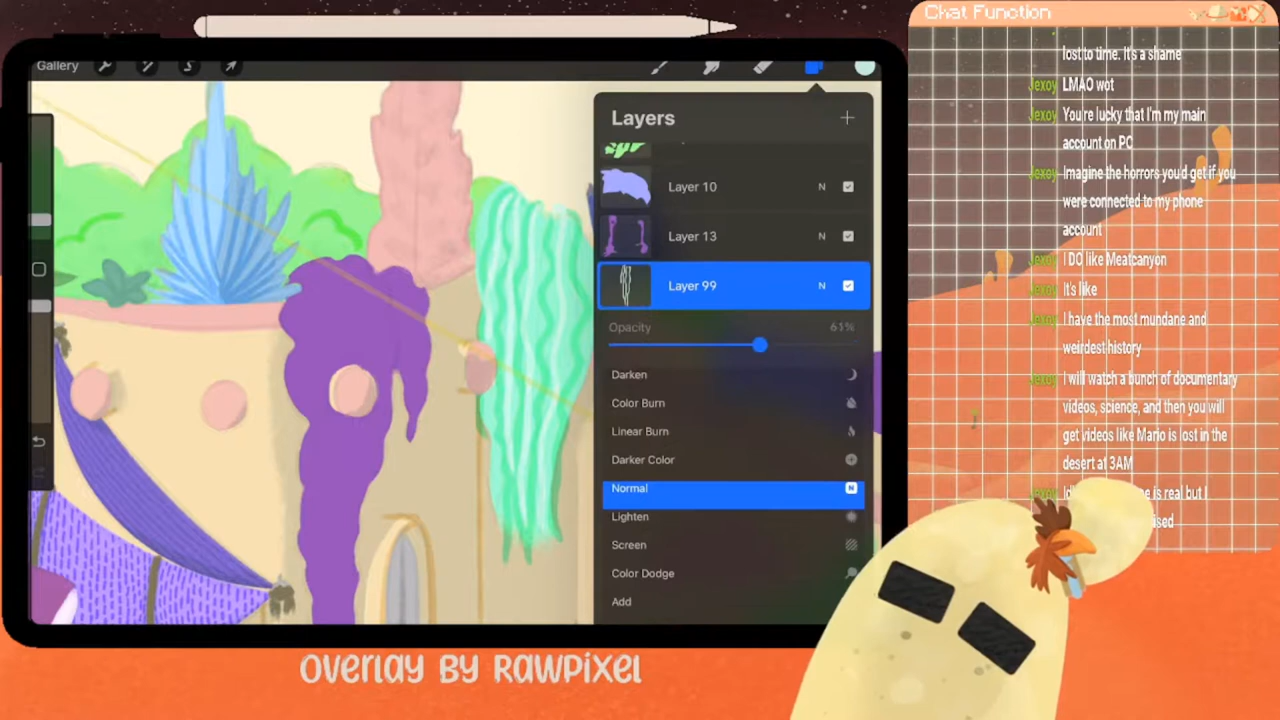 Chat Function
lost to time. it's a shame
Jexoy LMAO wot
Jexoy You're lucky that I'm my main
account on PC
Jexoy Imagine the horrors you'd get if you
were connected to my phone
account
Jexoy I DO like Meatcanyon
Jexoy It's like
Jexoy I have the most mundane and
weirdest history
Jexoy I will watch a bunch of documentary
videos, science, and then you will
get videos like Mario is lost in the
desert at 3AM
Jexoy is real but I
Gallery
Layers
Layer 10 N
Layer 13 N
Layer 99 N
Opacity 61%
Darken
Color Burn
Linear Burn
Darker Color
Normal N
Lighten
Screen
Color Dodge
Add
OVERLAY BY RAWPIXEL